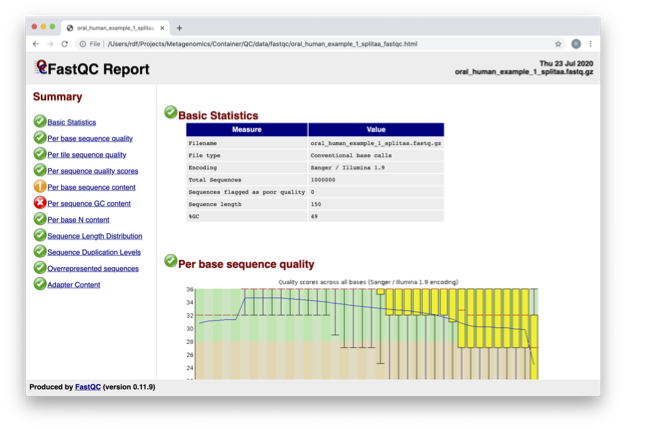 oral_human_example_1_splitaa
File | /Users/rdf/Projects/Metagenomics/Container/QC/data/fastqc/oral_human_example_1_splitaa_fastqc.html
FastQC Report
Thu 23 Jul 2020
oral_human_example_1_splitaa.fastq.gz
Summary
Basic Statistics
Per base sequence quality
Per tile sequence quality
Per sequence quality scores
Per base sequence content
Per sequence GC content
Per base N content
Sequence Length Distribution
Sequence Duplication Levels
Overrepresented sequences
Adapter Content
Basic Statistics
Measure Value
Filename oral_human_example_1_splitaa.fastq.gz
File type Conventional base calls
Encoding Sanger / Illumina 1.9
Total Sequences 1000000
Sequences flagged as poor quality 0
Sequence length 150
%GC 49
Per base sequence quality
Quality scores across all bases (Sanger / Illumina 1.9 encoding)
36
34
32
30
28
26
24
Produced by FastQC (version 0.11.9)